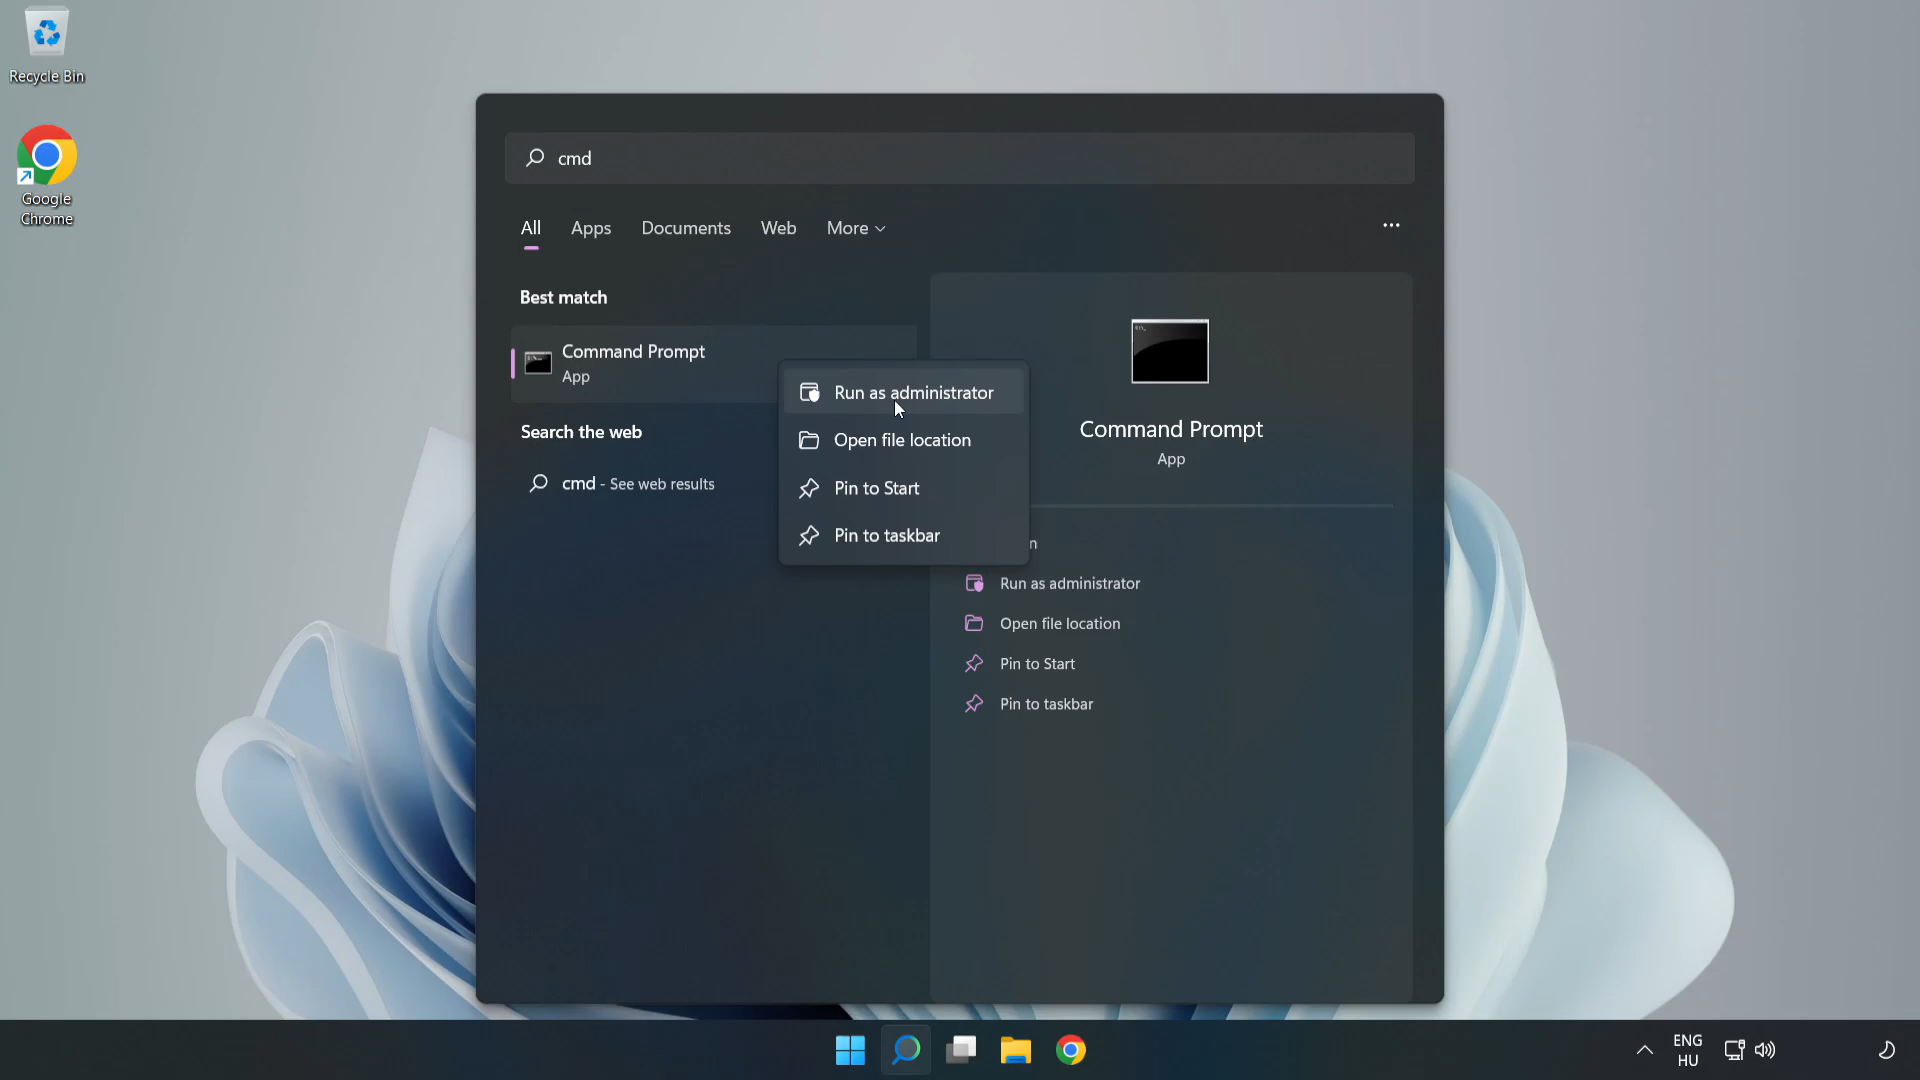 Recycle Bin
Google
Chrome
cmd
All
Apps
Documents
Web
More
Best match
Command Prompt
App
Search the web
cmd - See web results
Run as administrator
Open file location
Pin to Start
Pin to taskbar
Command Prompt
App
Run as administrator
Open file location
Pin to Start
Pin to taskbar
ENG
HU